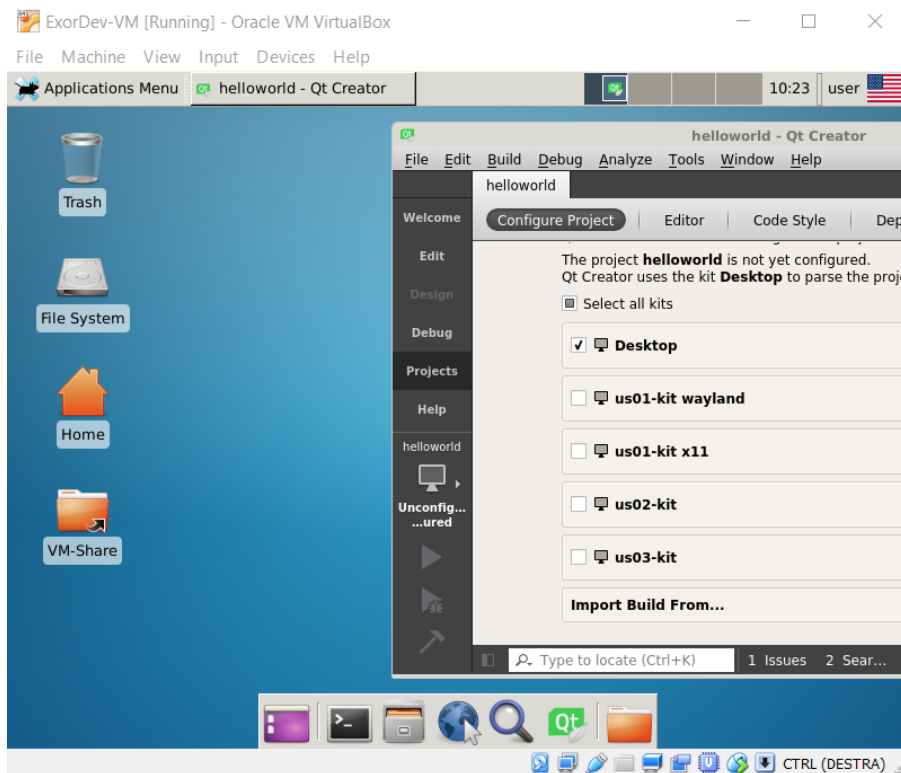 ExorDev-VM [Running] - Oracle VM VirtualBox
File Machine View Input Devices Help
Applications Menu helloworld - Qt Creator 10:23 user
helloworld - Qt Creator
File Edit Build Debug Analyze Tools Window Help
helloworld
Configure Project Editor Code Style Dep
Trash
File System
Home
VM-Share
Welcome
Edit
Design
Debug
Projects
Help
helloworld
Unconfig...
...ured
The project helloworld is not yet configured.
Qt Creator uses the kit Desktop to parse the proj
Select all kits
Desktop
us01-kit wayland
us01-kit x11
us02-kit
us03-kit
Import Build From...
Type to locate (Ctrl+K) 1 Issues 2 Sear...
Qt
CTRL (DESTRA)